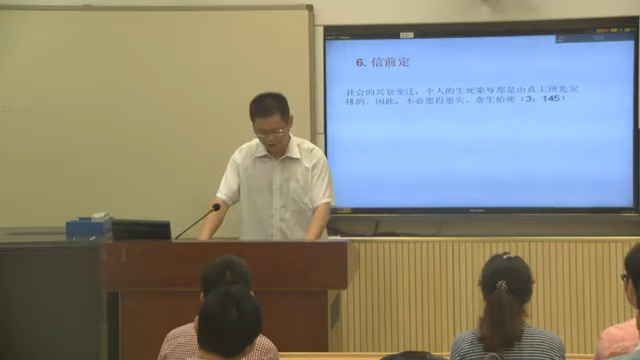 6. 信前定
社会的兴衰变迁，个人的生死荣辱都是由真主预先安
排的。因此，不必患得患失、贪生怕死（3：145）